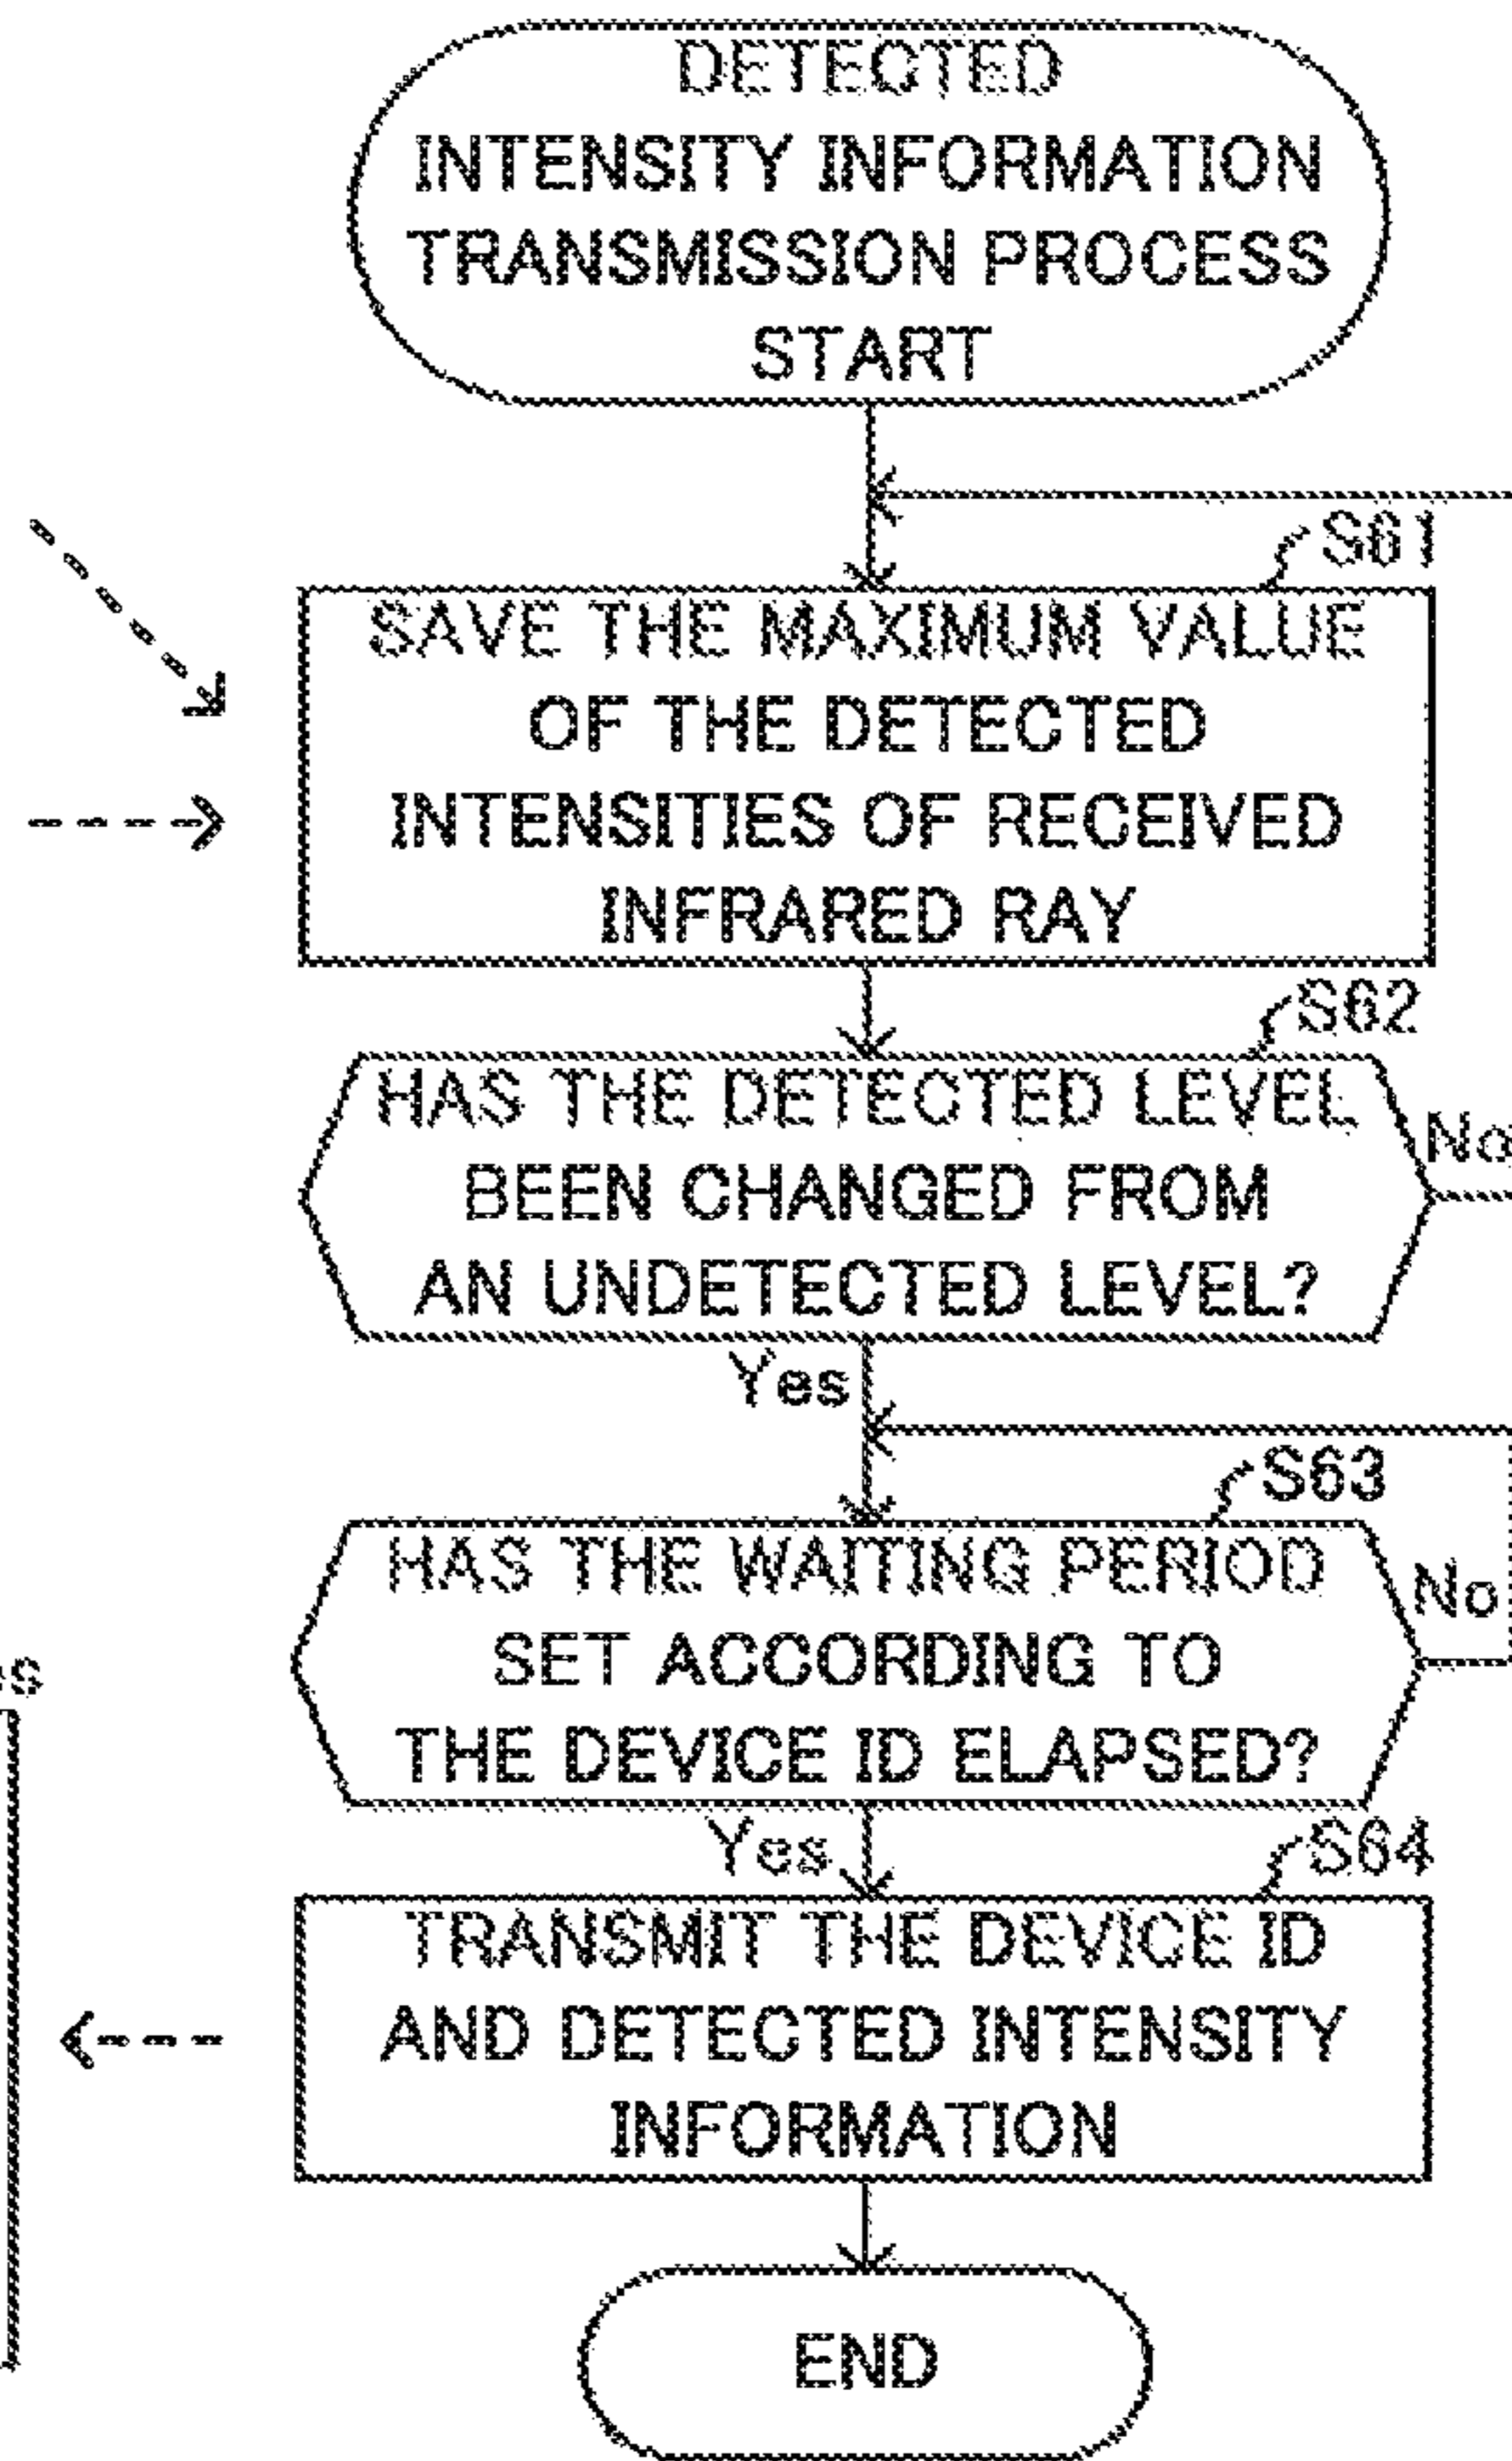 DETECTED
INTENSITY INFORMATION
TRANSMISSION PROCESS
START
S61
SAVE THE MAXIMUM VALUE
OF THE DETECTED
INTENSITIES OF RECEIVED
INFRARED RAY
S62
HAS THE DETECTED LEVEL
BEEN CHANGED FROM
AN UNDETECTED LEVEL?
No
Yes
S63
HAS THE WAITING PERIOD
SET ACCORDING TO
THE DEVICE ID ELAPSED?
No
Yes
S64
TRANSMIT THE DEVICE ID
AND DETECTED INTENSITY
INFORMATION
END